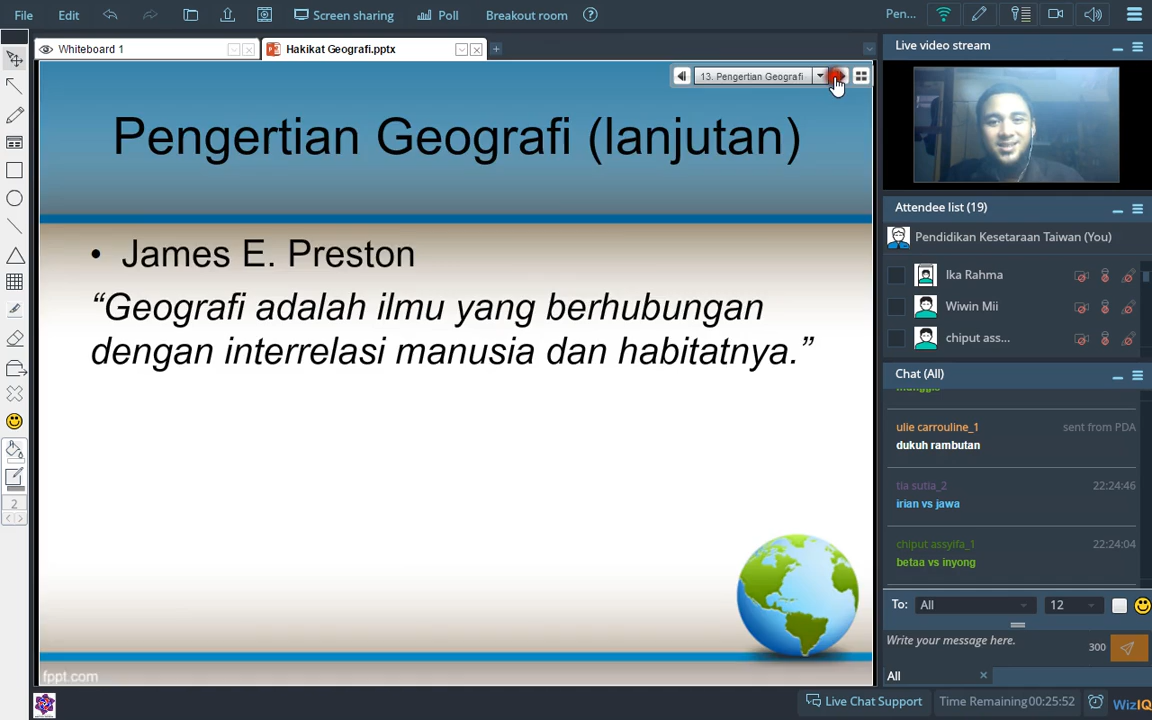 File Edit Screen sharing Poll Breakout room Pen...
Whiteboard 1 Hakikat Geografi.pptx
Live video stream
13. Pengertian Geografi
Pengertian Geografi (lanjutan)
• James E. Preston
“Geografi adalah ilmu yang berhubungan
dengan interrelasi manusia dan habitatnya.”
fppt.com
2
Attendee list (19)
Pendidikan Kesetaraan Taiwan (You)
Ika Rahma
Wiwin Mii
chiput ass...
Chat (All)
ulie carrouline_1 sent from PDA
dukuh rambutan
tia sutia_2 22:24:46
irian vs jawa
chiput assyifa_1 22:24:04
betaa vs inyong
To: All 12
Write your message here. 300
All
Live Chat Support Time Remaining00:25:52 WizIQ